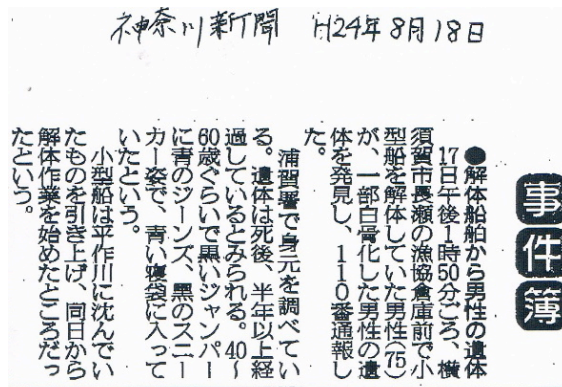 神奈川新聞 H24年8月18日
事件簿
●解体船舶から男性の遺体
17日午後1時50分ごろ、横
須賀市長瀬の漁協倉庫前で小
型船を解体していた男性(75)
が、一部白骨化した男性の遺
体を発見し、110番通報し
た。
浦賀署で身元を調べてい
る。遺体は死後、半年以上経
過しているとみられる。40～
60歳ぐらいで黒いジャンパー
に青のジーンズ、黒のスニー
カー姿で、青い寝袋に入って
いたという。
小型船は平作川に沈んでい
たものを引き上げ、同日から
解体作業を始めたところだっ
たという。